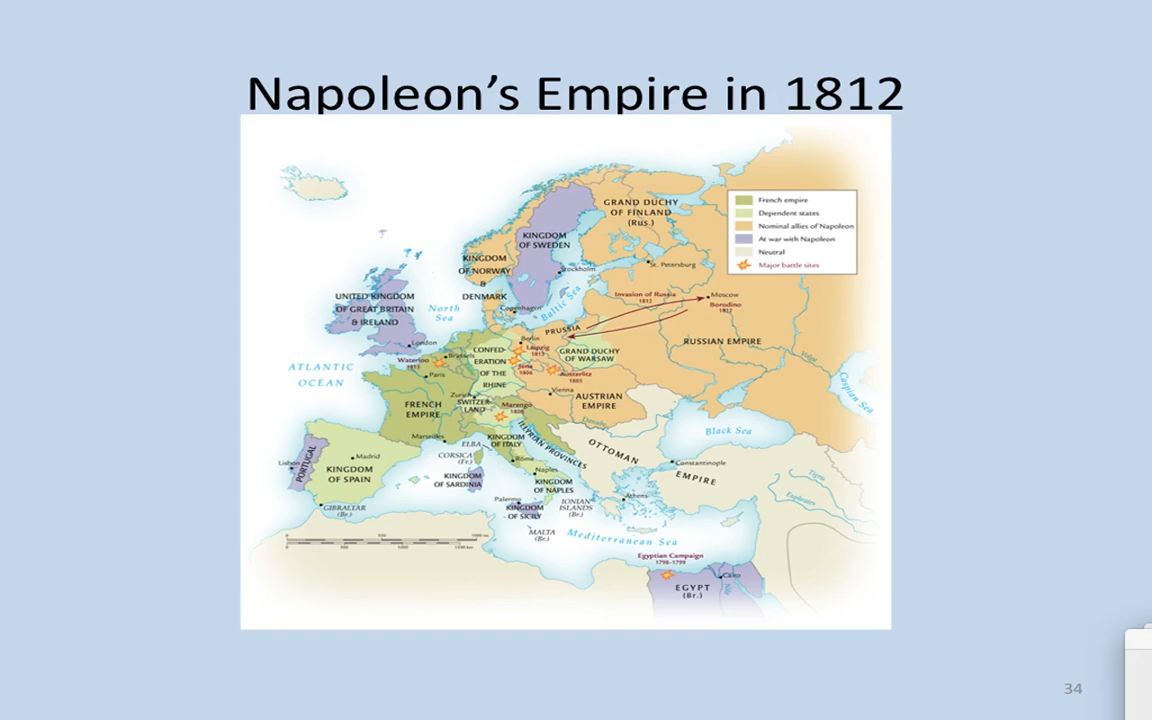 Napoleon's Empire in 1812
French empire
Dependent states
Nominal allies of Napoleon
At war with Napoleon
Neutral
Major battle sites
GRAND DUCHY
OF FINLAND
(Rus.)
KINGDOM
OF SWEDEN
KINGDOM
OF NORWAY
&
DENMARK
St. Petersburg
Stockholm
UNITED KINGDOM
OF GREAT BRITAIN
& IRELAND
North
Sea
Copenhagen
Baltic Sea
Invasion of Russia
1812
Moscow
Borodino
1812
London
PRUSSIA
Berlin
RUSSIAN EMPIRE
Volga
Caspian Sea
ATLANTIC
OCEAN
Waterloo
1815
Brussels
CONFED-
ERATION
OF THE
RHINE
Leipzig
1813
Jena
1806
GRAND DUCHY
OF WARSAW
Austerlitz
1805
Paris
Vienna
AUSTRIAN
EMPIRE
FRENCH
EMPIRE
Zurich
SWITZER-
LAND
Marengo
1800
Danube
Black Sea
Marseilles
ELBA
KINGDOM
OF ITALY
ILLYRIAN PROVINCES
OTTOMAN
EMPIRE
Constantinople
CORSICA
(Fr.)
Rome
Lisbon
PORTUGAL
Madrid
KINGDOM
OF SPAIN
KINGDOM
OF SARDINIA
Naples
KINGDOM
OF NAPLES
Tigris
Euphrates
GIBRALTAR
(Br.)
Palermo
KINGDOM
OF SICILY
IONIAN
ISLANDS
(Br.)
Athens
MALTA
(Br.)
Mediterranean Sea
Egyptian Campaign
1798–1799
Cairo
EGYPT
(Br.)
Nile
34